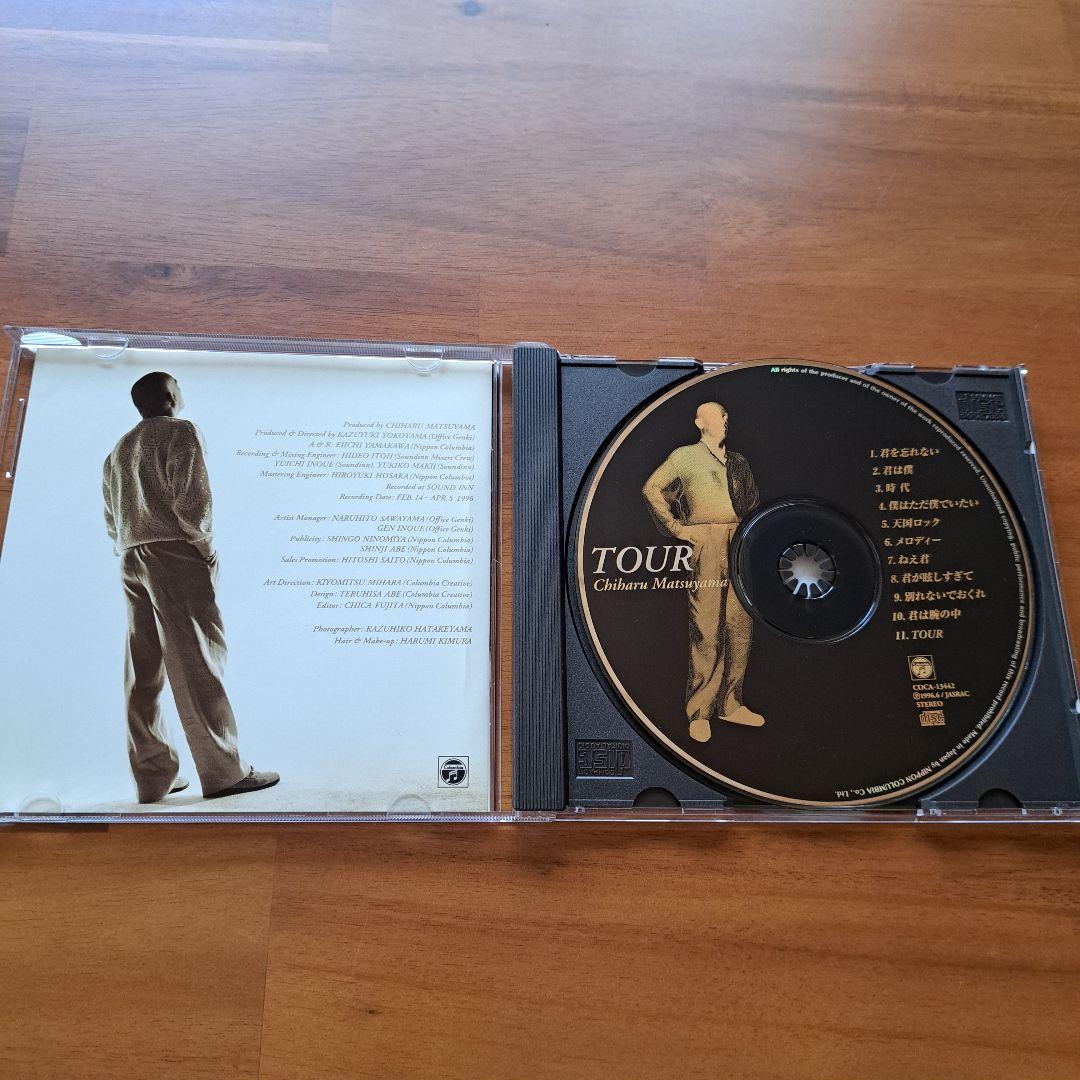 Produced by CHIHARU MATSUYAMA
Produced & Directed by KAZUYUKI YOKOYAMA (Office Genki)
A & R: EIICHI YAMAKAWA (Nippon Columbia)
Recording & Mixing Engineer: HIDEO ITOH (Soundinn Mixers Crew)
YUICHI INOUE (Soundinn), YUKIKO MAKII (Soundinn)
Mastering Engineer: HIROYUKI HOSAKA (Nippon Columbia)
Recorded at SOUND INN
Recording Date: FEB. 14 - APR. 5 1996
Artist Manager: NARUHITO SAWAYAMA (Office Genki)
GEN INOUE (Office Genki)
Publicity: SHINGO NINOMIYA (Nippon Columbia)
SHINJI ABE (Nippon Columbia)
Sales Promotion: HITOSHI SAITO (Nippon Columbia)
Art Direction: KIYOMITSU MIHARA (Columbia Creative)
Design: TERUHISA ABE (Columbia Creative)
Editor: CHICA FUJITA (Nippon Columbia)
Photographer: KAZUHIKO HATAKEYAMA
Hair & Make-up: HARUMI KIMURA
Columbia
TOUR
Chiharu Matsuyama
1. 君を忘れない
2. 君は僕
3. 時代
4. 僕はただ僕でいたい
5. 天国ロック
6. メロディー
7. ねえ君
8. 君が眩しすぎて
9. 別れないでおくれ
10. 君は腕の中
11. TOUR
COCA-13442
℗1996.6 / JASRAC
STEREO
All rights of the producer and of the owner of the work reproduced reserved. Unauthorized copying, public performance and broadcasting of this record prohibited. Made in Japan by NIPPON COLUMBIA Co., Ltd.
COMPACT
disc
DIGITAL AUDIO